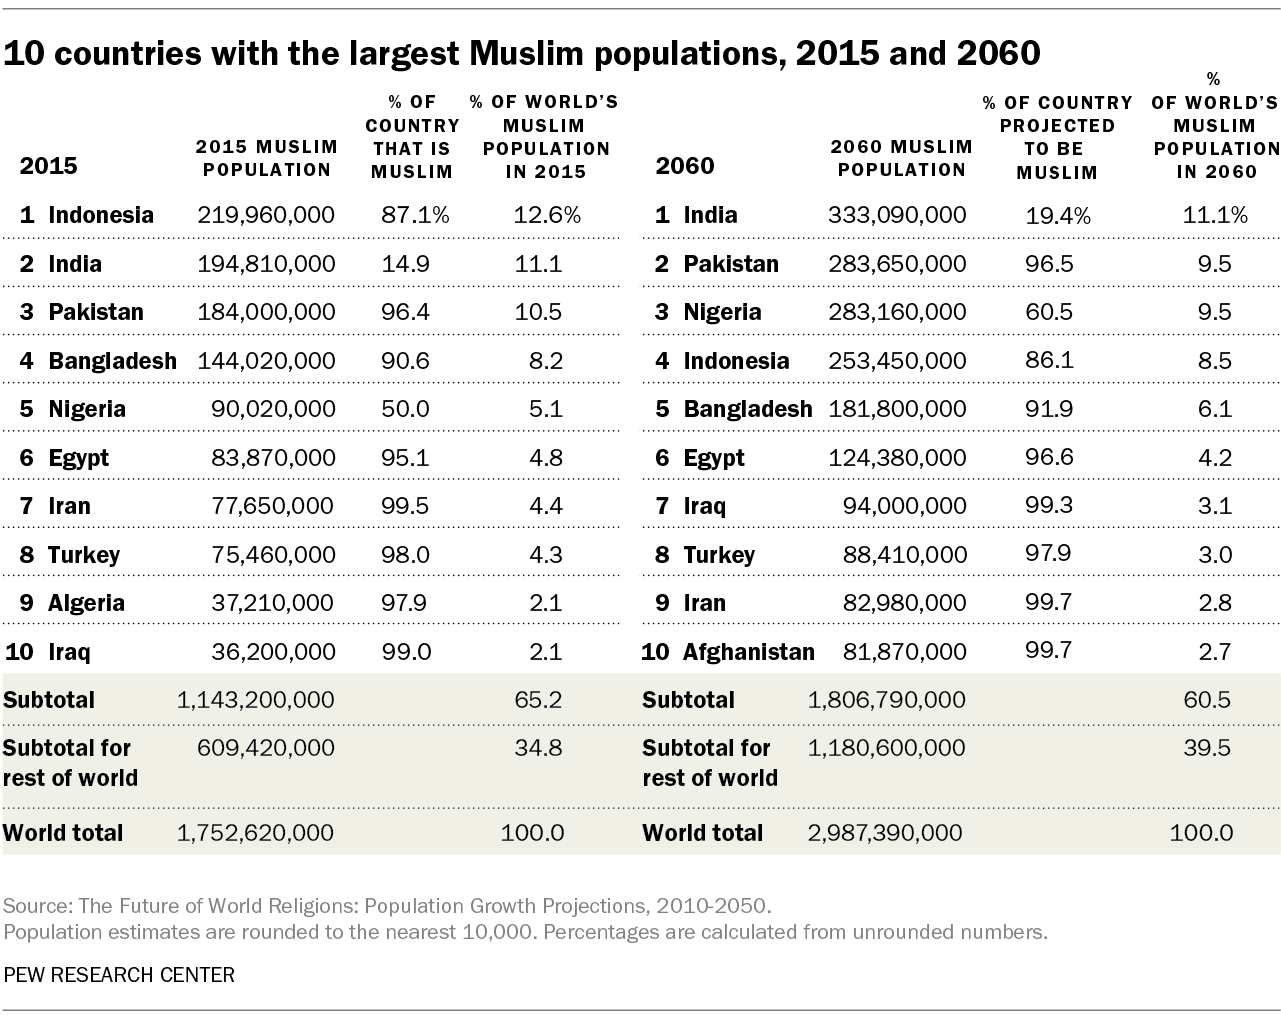 10 countries with the largest Muslim populations, 2015 and 2060
2015 2015 MUSLIM POPULATION % OF COUNTRY THAT IS MUSLIM % OF WORLD'S MUSLIM POPULATION IN 2015
1 Indonesia 219,960,000 87.1% 12.6%
2 India 194,810,000 14.9 11.1
3 Pakistan 184,000,000 96.4 10.5
4 Bangladesh 144,020,000 90.6 8.2
5 Nigeria 90,020,000 50.0 5.1
6 Egypt 83,870,000 95.1 4.8
7 Iran 77,650,000 99.5 4.4
8 Turkey 75,460,000 98.0 4.3
9 Algeria 37,210,000 97.9 2.1
10 Iraq 36,200,000 99.0 2.1
Subtotal 1,143,200,000 65.2
Subtotal for rest of world 609,420,000 34.8
World total 1,752,620,000 100.0
2060 2060 MUSLIM POPULATION % OF COUNTRY PROJECTED TO BE MUSLIM % OF WORLD'S MUSLIM POPULATION IN 2060
1 India 333,090,000 19.4% 11.1%
2 Pakistan 283,650,000 96.5 9.5
3 Nigeria 283,160,000 60.5 9.5
4 Indonesia 253,450,000 86.1 8.5
5 Bangladesh 181,800,000 91.9 6.1
6 Egypt 124,380,000 96.6 4.2
7 Iraq 94,000,000 99.3 3.1
8 Turkey 88,410,000 97.9 3.0
9 Iran 82,980,000 99.7 2.8
10 Afghanistan 81,870,000 99.7 2.7
Subtotal 1,806,790,000 60.5
Subtotal for rest of world 1,180,600,000 39.5
World total 2,987,390,000 100.0
Source: The Future of World Religions: Population Growth Projections, 2010-2050.
Population estimates are rounded to the nearest 10,000. Percentages are calculated from unrounded numbers.
PEW RESEARCH CENTER